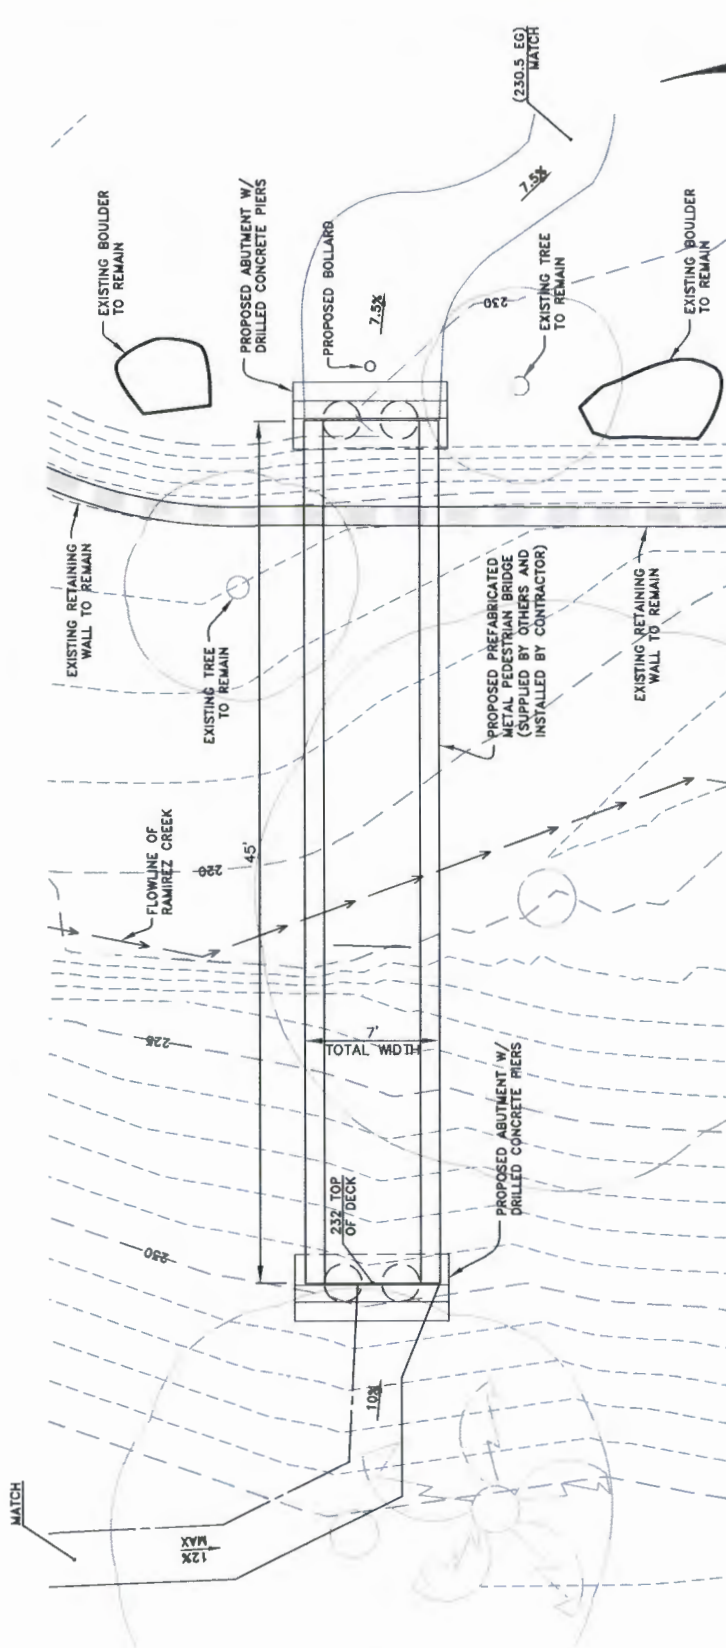 (230.5 EG)
MATCH
7.5%
EXISTING BOULDER
TO REMAIN
PROPOSED ABUTMENT W/
DRILLED CONCRETE PIERS
PROPOSED BOLLARD
7.5%
230
EXISTING TREE
TO REMAIN
EXISTING BOULDER
TO REMAIN
EXISTING RETAINING
WALL TO REMAIN
EXISTING TREE
TO REMAIN
PROPOSED PREFABRICATED
METAL PEDESTRIAN BRIDGE
(SUPPLIED BY OTHERS AND
INSTALLED BY CONTRACTOR)
EXISTING RETAINING
WALL TO REMAIN
FLOWLINE OF
RAMIREZ CREEK
220
45'
225
7'
TOTAL WIDTH
PROPOSED ABUTMENT W/
DRILLED CONCRETE PIERS
232 TOP
OF DECK
230
10%
MATCH
12%
MAX